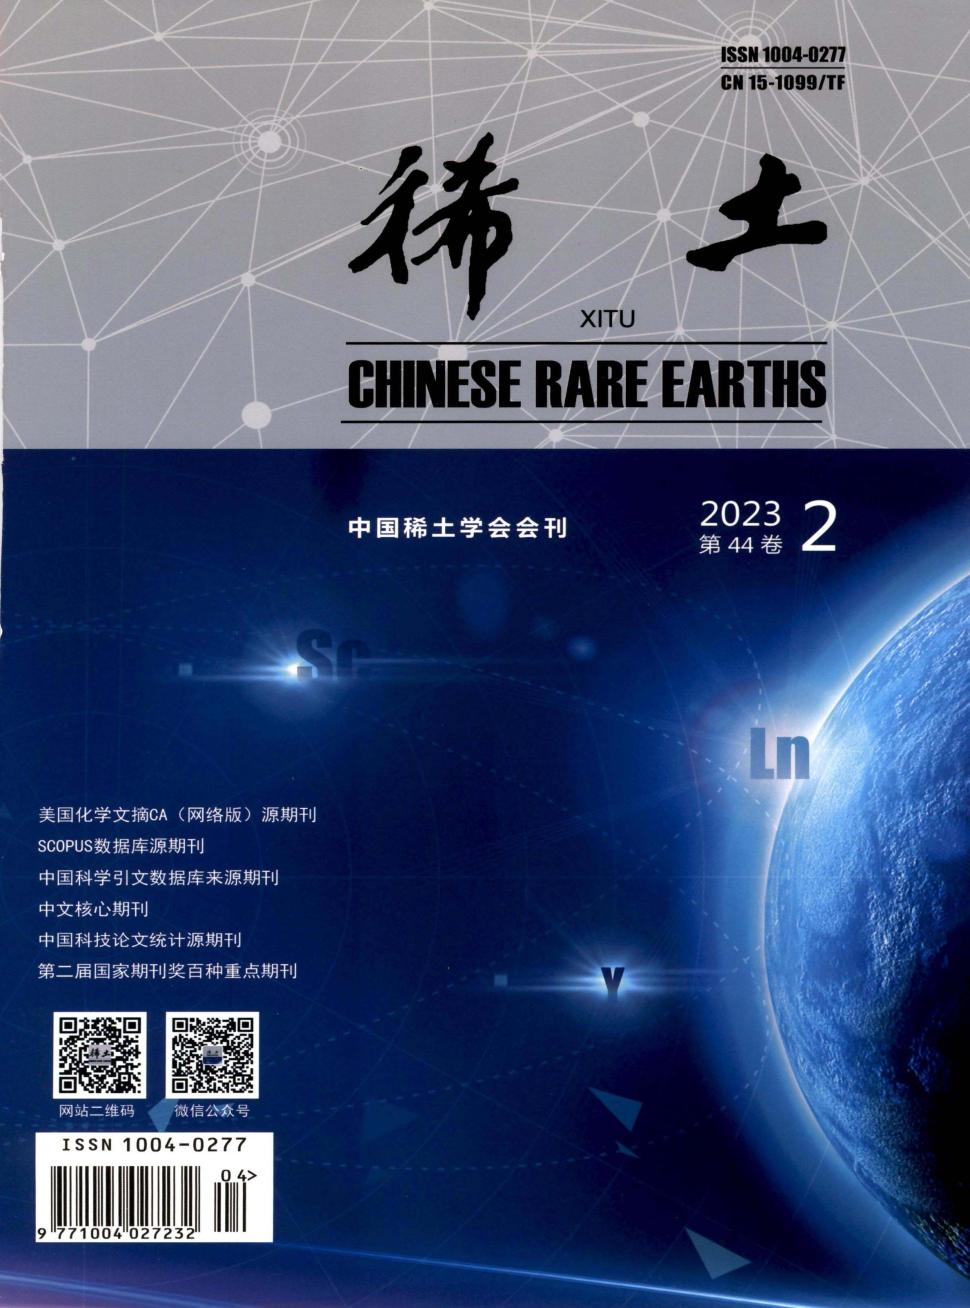 ISSN 1004-0277
CN 15-1099/TF
稀土
XITU
CHINESE RARE EARTHS
中国稀土学会会刊
2023
第 44 卷
2
Sc
Ln
美国化学文摘CA（网络版）源期刊
SCOPUS数据库源期刊
中国科学引文数据库来源期刊
中文核心期刊
中国科技论文统计源期刊
第二届国家期刊奖百种重点期刊
Y
稀土
网站二维码
微信公众号
ISSN 1004-0277
04>
9 771004 027232